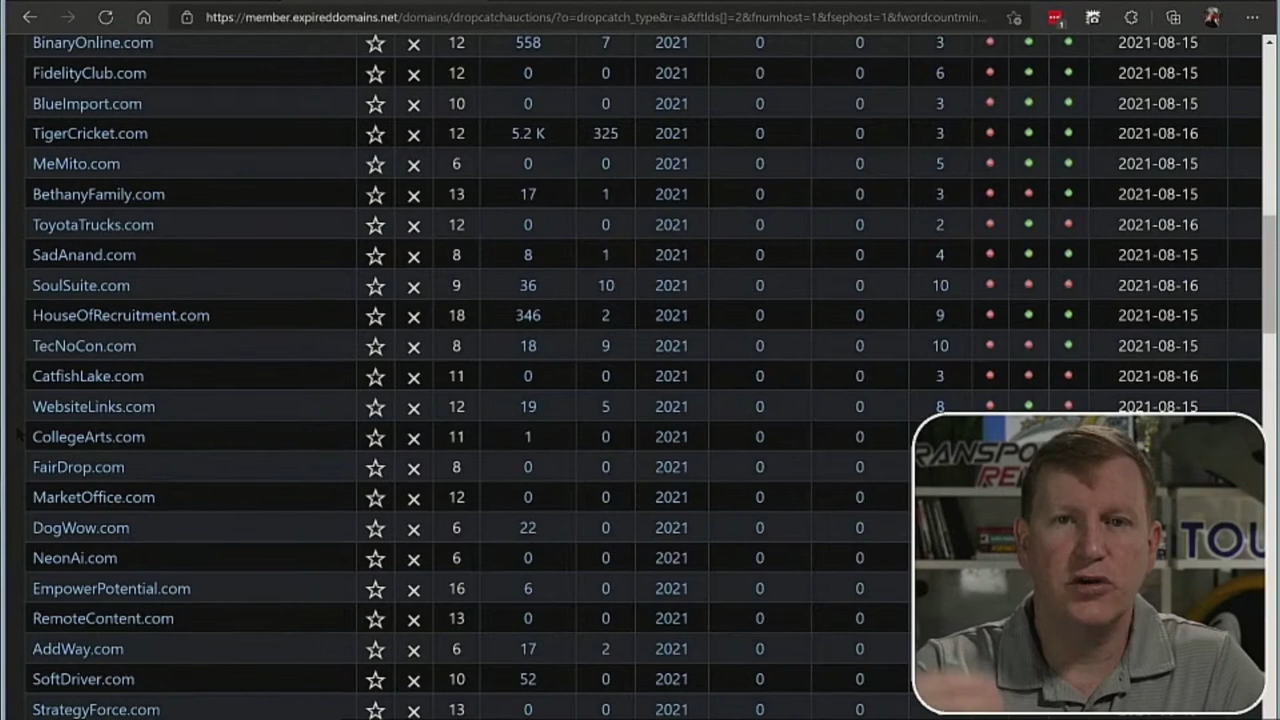 https://member.expireddomains.net/domains/dropcatchauctions/?o=dropcatch_type&r=a&ftlds[]=2&fnumhost=1&fsephost=1&fwordcountmin...
1
BinaryOnline.com 12 558 7 2021 0 0 3 2021-08-15
FidelityClub.com 12 0 0 2021 0 0 6 2021-08-15
BlueImport.com 10 0 0 2021 0 0 3 2021-08-15
TigerCricket.com 12 5.2 K 325 2021 0 0 3 2021-08-16
MeMito.com 6 0 0 2021 0 0 5 2021-08-15
BethanyFamily.com 13 17 1 2021 0 0 3 2021-08-15
ToyotaTrucks.com 12 0 0 2021 0 0 2 2021-08-16
SadAnand.com 8 8 1 2021 0 0 4 2021-08-15
SoulSuite.com 9 36 10 2021 0 0 10 2021-08-16
HouseOfRecruitment.com 18 346 2 2021 0 0 9 2021-08-15
TecNoCon.com 8 18 9 2021 0 0 10 2021-08-15
CatfishLake.com 11 0 0 2021 0 0 3 2021-08-16
WebsiteLinks.com 12 19 5 2021 0 0 8 2021-08-15
CollegeArts.com 11 1 0 2021 0 0
FairDrop.com 8 0 0 2021 0 0
MarketOffice.com 12 0 0 2021 0 0
DogWow.com 6 22 0 2021 0 0
NeonAi.com 6 0 0 2021 0 0
EmpowerPotential.com 16 6 0 2021 0 0
RemoteContent.com 13 0 0 2021 0 0
AddWay.com 6 17 2 2021 0 0
SoftDriver.com 10 52 0 2021 0 0
StrategyForce.com 13 0 0 2021 0 0
RANSPO
RE
TOU